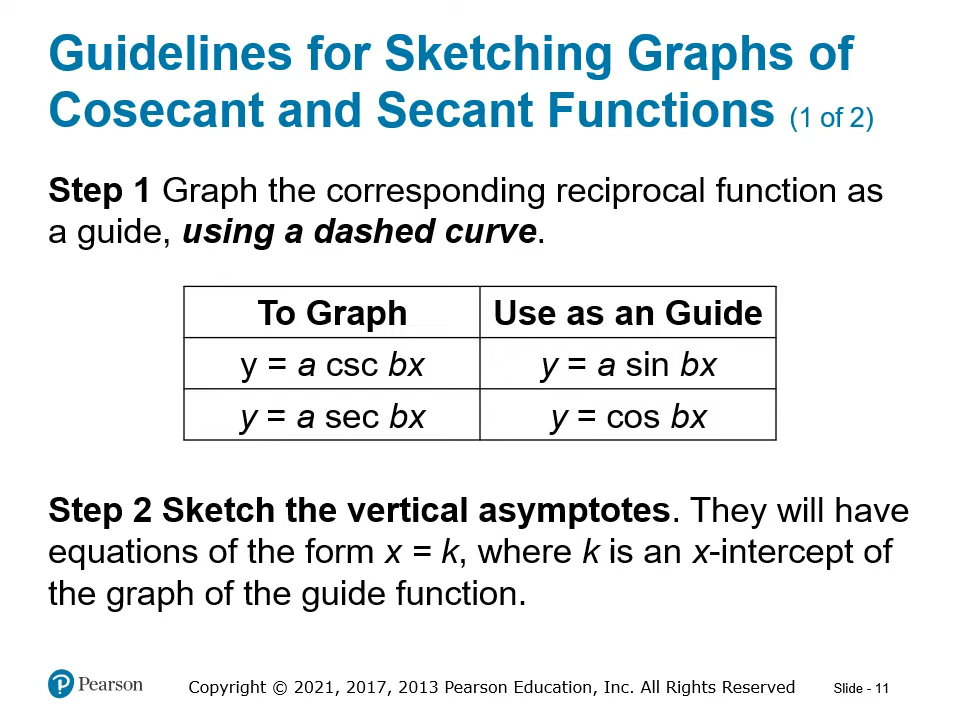 Guidelines for Sketching Graphs of
Cosecant and Secant Functions (1 of 2)
Step 1 Graph the corresponding reciprocal function as
a guide, using a dashed curve.
To Graph Use as an Guide
y = a csc bx y = a sin bx
y = a sec bx y = cos bx
Step 2 Sketch the vertical asymptotes. They will have
equations of the form x = k, where k is an x-intercept of
the graph of the guide function.
Pearson Copyright © 2021, 2017, 2013 Pearson Education, Inc. All Rights Reserved Slide - 11